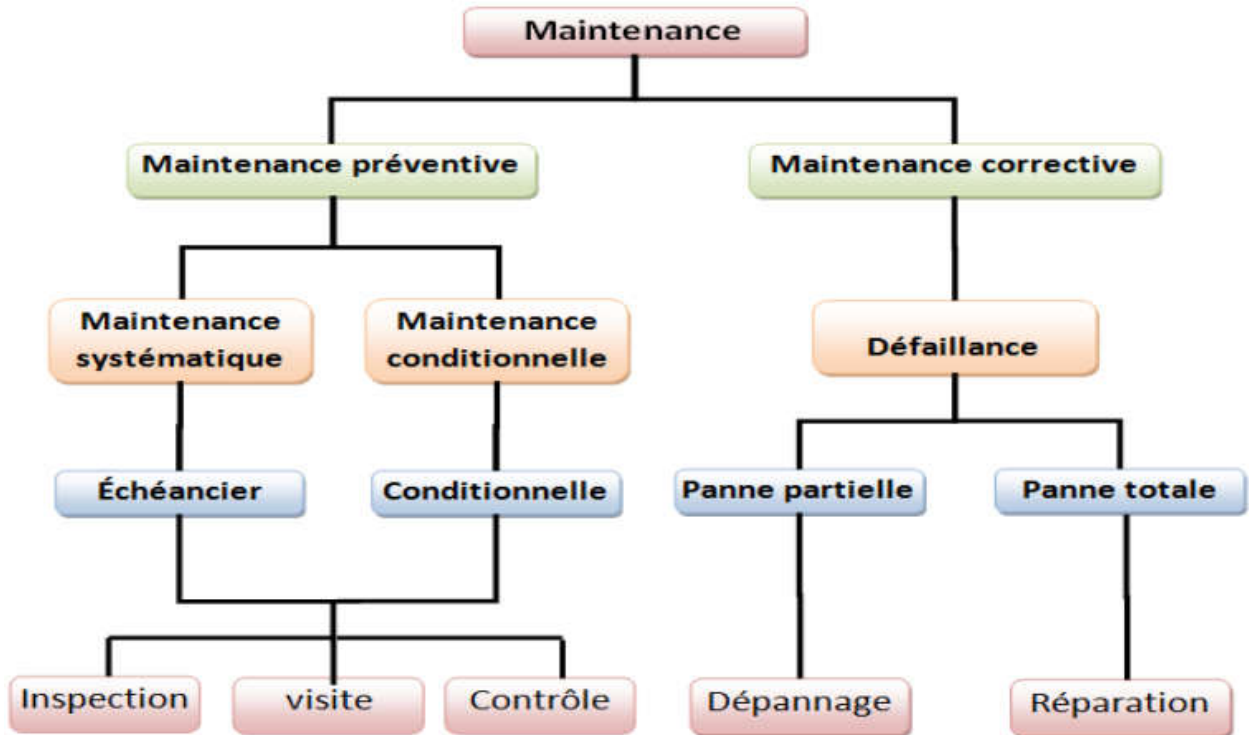 Maintenance
Maintenance préventive
Maintenance corrective
Maintenance
systématique
Maintenance
conditionnelle
Défaillance
Échéancier
Conditionnelle
Panne partielle
Panne totale
Inspection
visite
Contrôle
Dépannage
Réparation